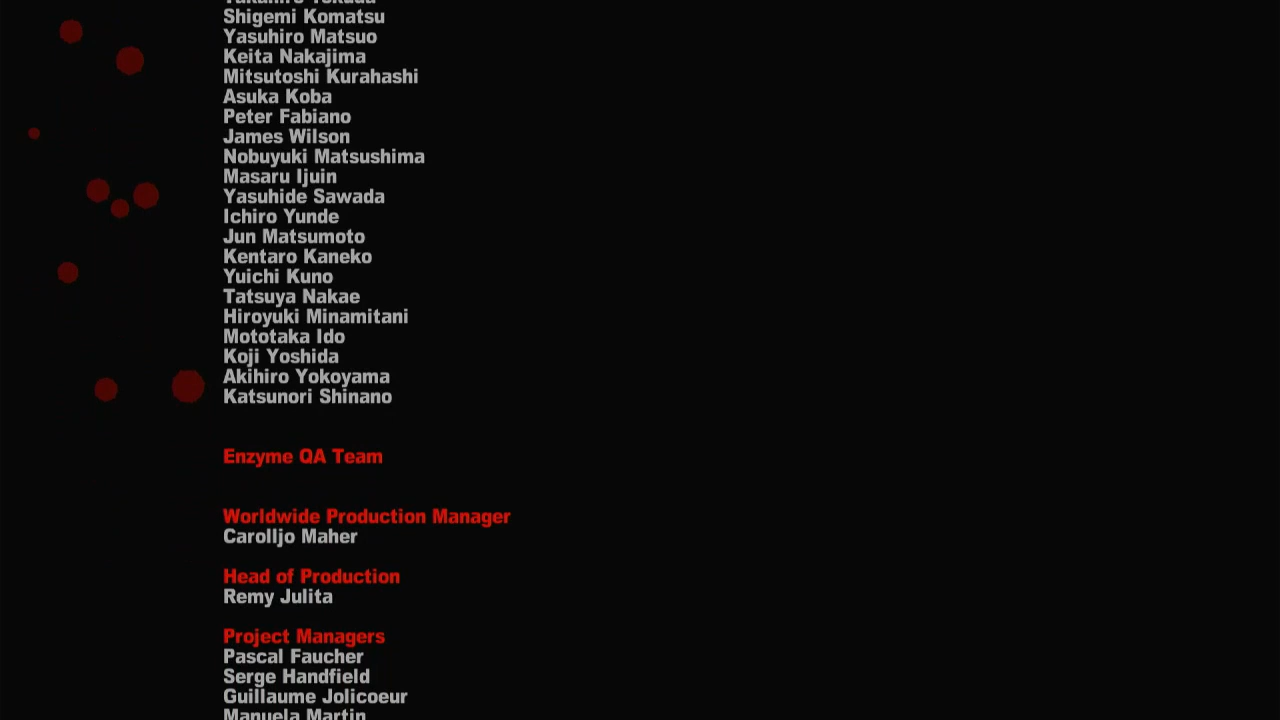 Shigemi Komatsu
Yasuhiro Matsuo
Keita Nakajima
Mitsutoshi Kurahashi
Asuka Koba
Peter Fabiano
James Wilson
Nobuyuki Matsushima
Masaru Ijuin
Yasuhide Sawada
Ichiro Yunde
Jun Matsumoto
Kentaro Kaneko
Yuichi Kuno
Tatsuya Nakae
Hiroyuki Minamitani
Mototaka Ido
Koji Yoshida
Akihiro Yokoyama
Katsunori Shinano
Enzyme QA Team
Worldwide Production Manager
Carolljo Maher
Head of Production
Remy Julita
Project Managers
Pascal Faucher
Serge Handfield
Guillaume Jolicoeur
Manuela Martin